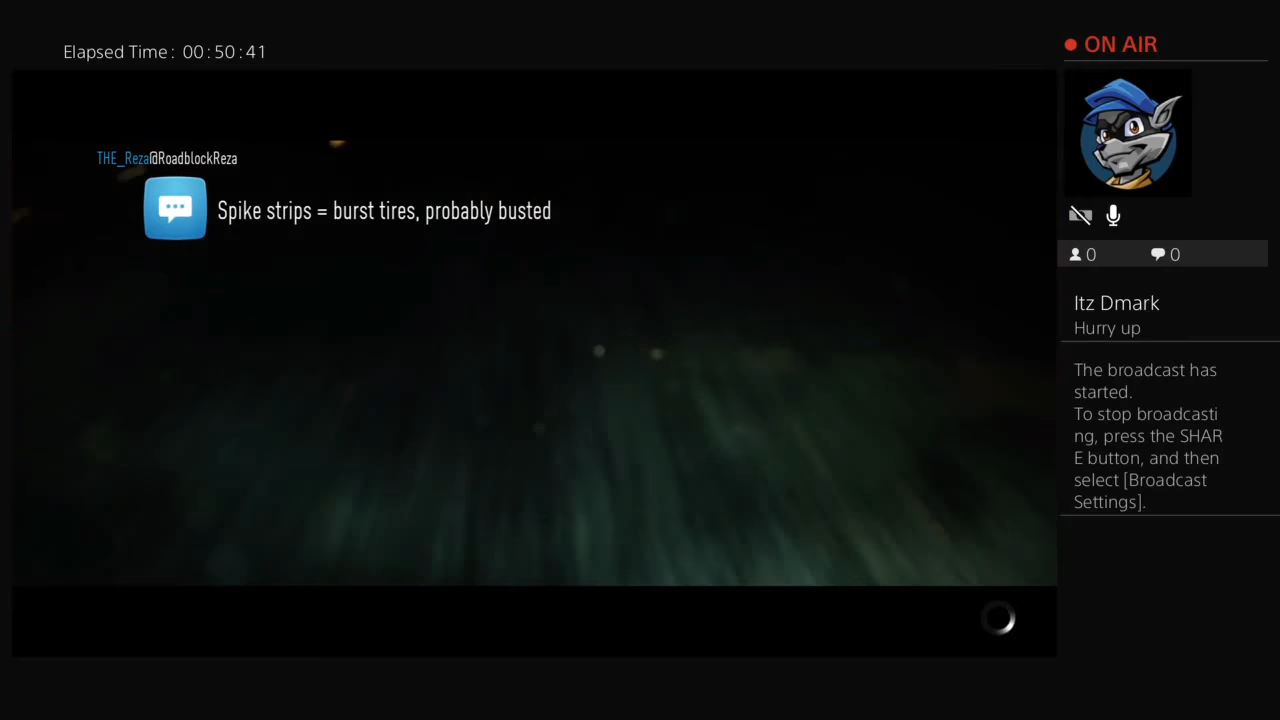 Elapsed Time: 00:50:41
ON AIR
THE_Reza@RoadblockReza
Spike strips = burst tires, probably busted
0 0
Itz Dmark
Hurry up
The broadcast has
started.
To stop broadcasti
ng, press the SHAR
E button, and then
select [Broadcast
Settings].